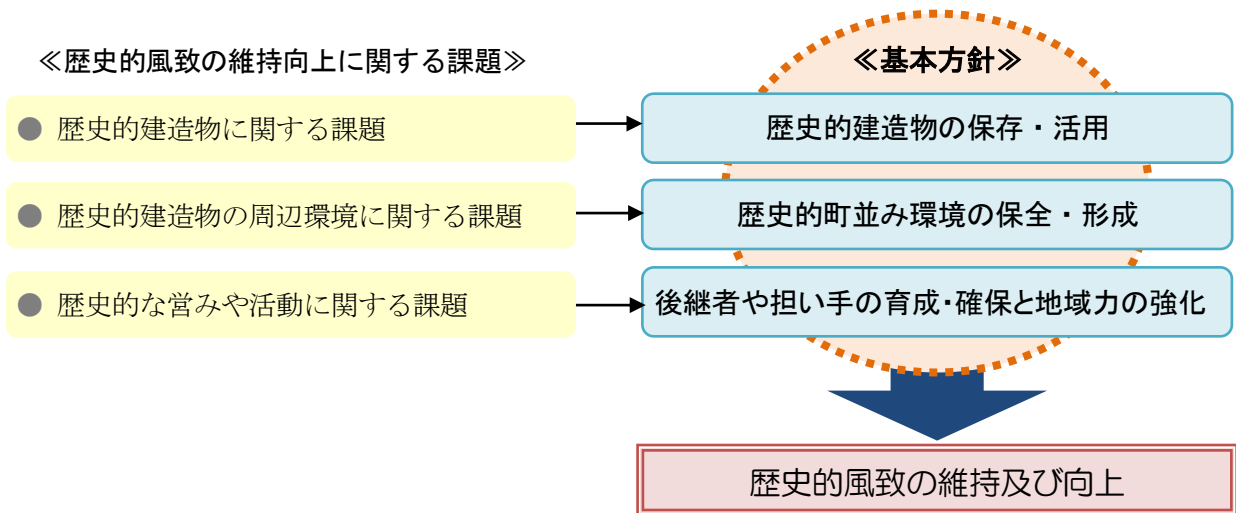 ≪歴史的風致の維持向上に関する課題≫
≪基本方針≫
● 歴史的建造物に関する課題
歴史的建造物の保存・活用
● 歴史的建造物の周辺環境に関する課題
歴史的町並み環境の保全・形成
● 歴史的な営みや活動に関する課題
後継者や担い手の育成・確保と地域力の強化
歴史的風致の維持及び向上